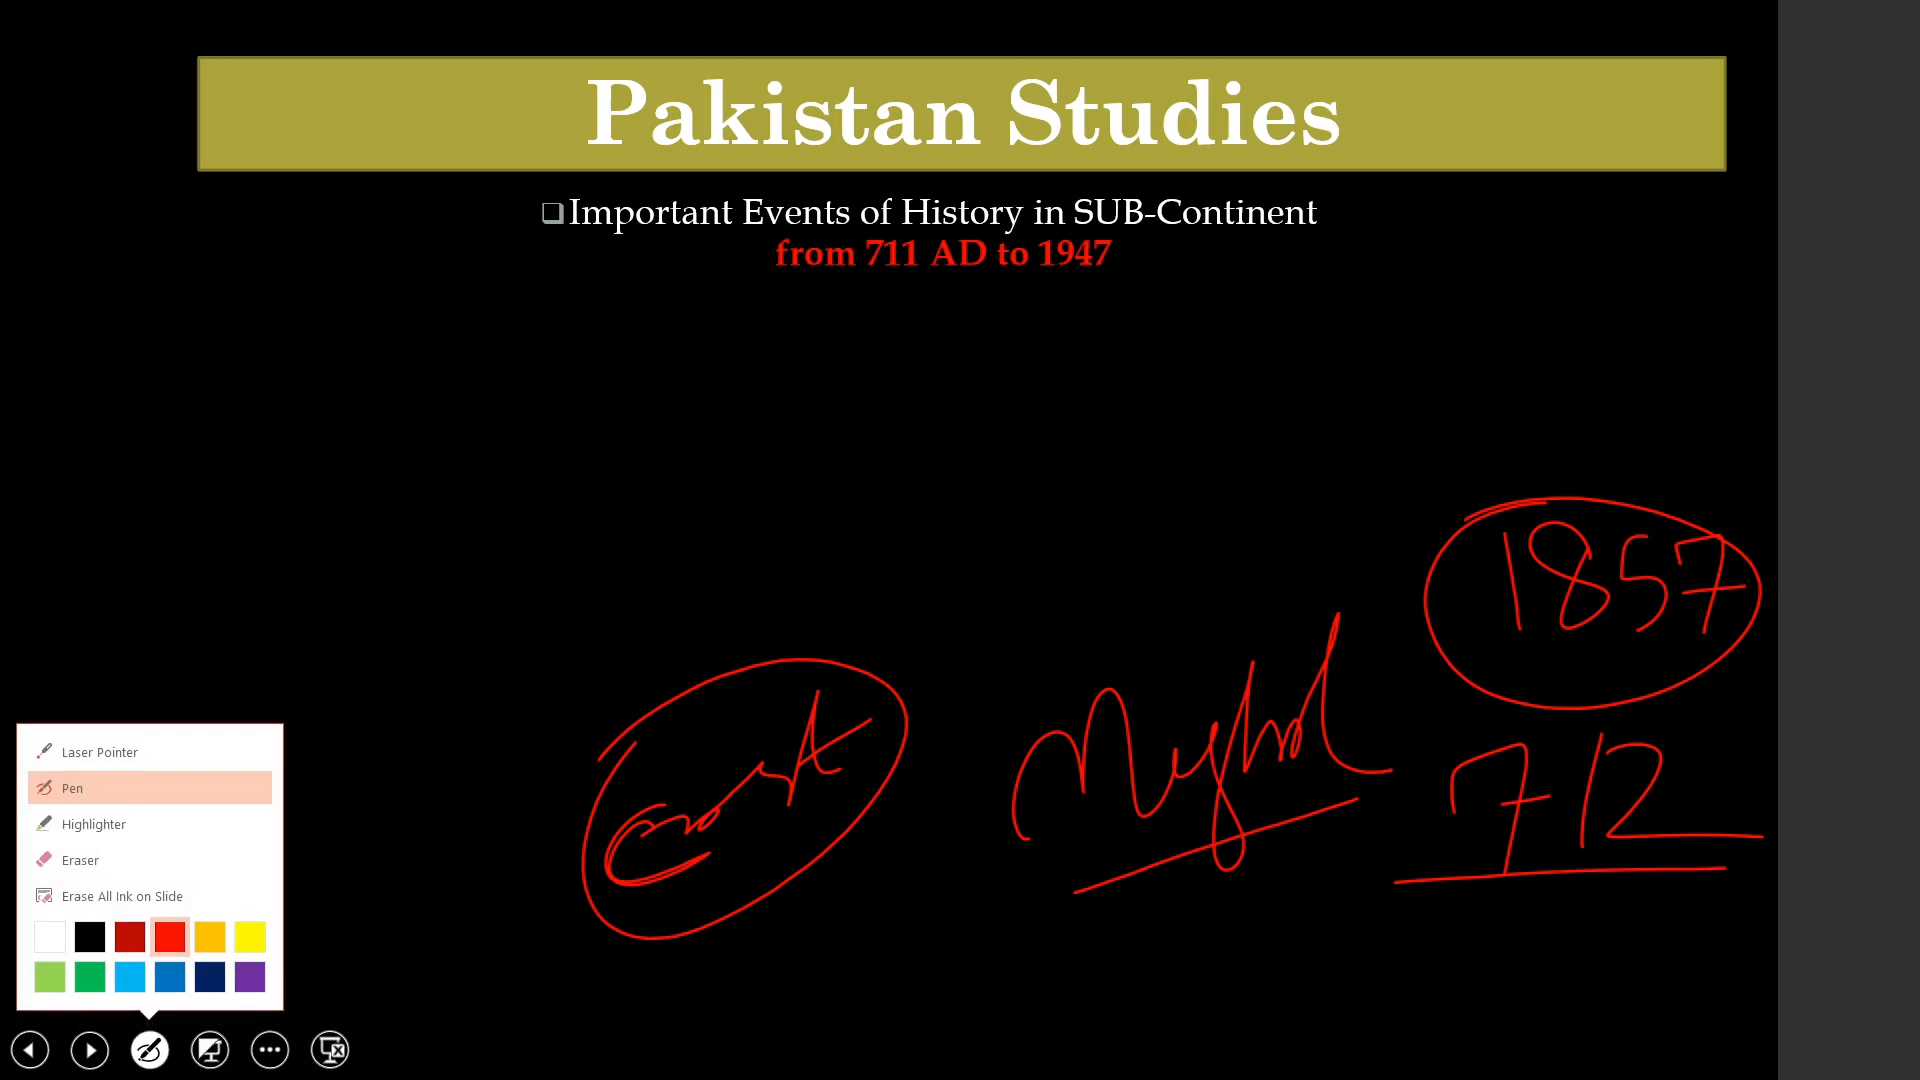 Pakistan Studies
Important Events of History in SUB-Continent
from 711 AD to 1947
1857
East
712
Laser Pointer
Pen
Highlighter
Eraser
Erase All Ink on Slide